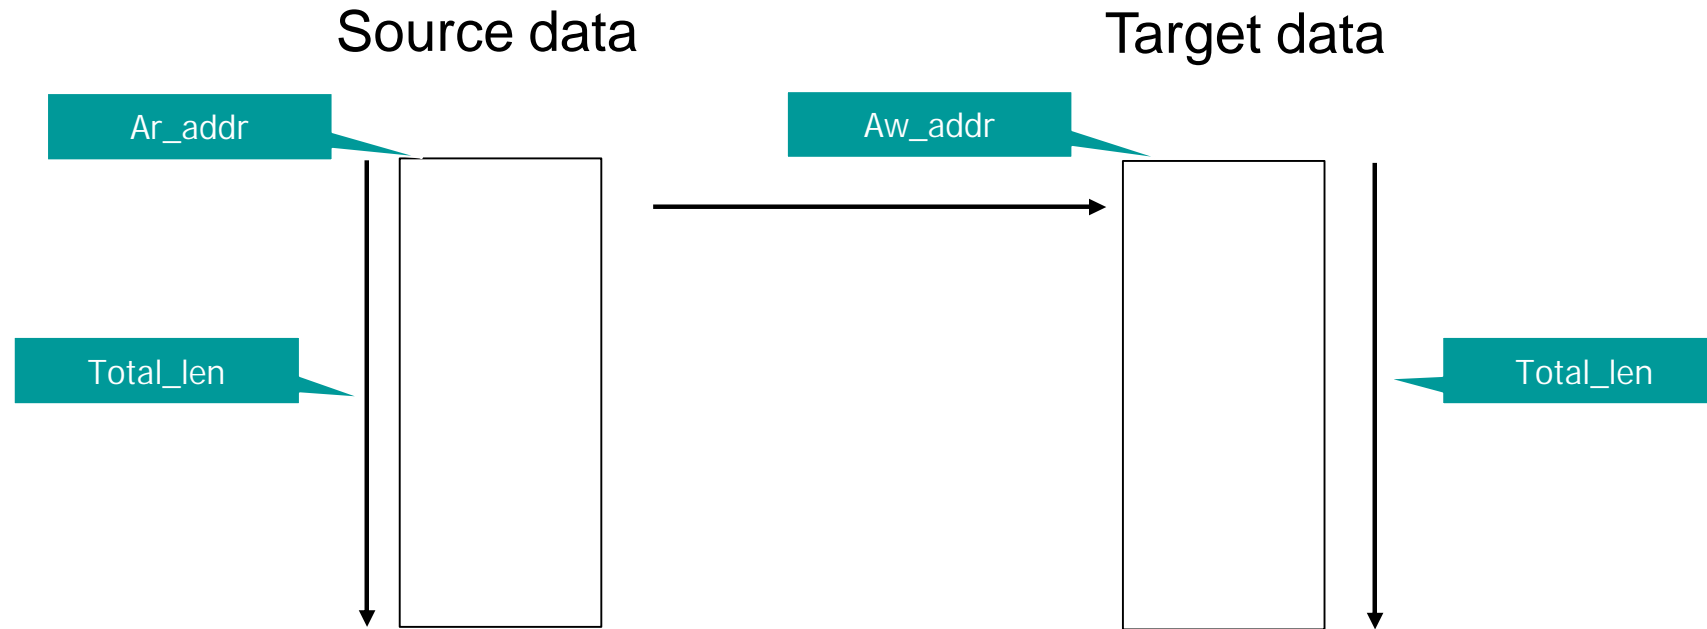 Source data
Target data
Ar_addr
Aw_addr
Total_len
Total_len